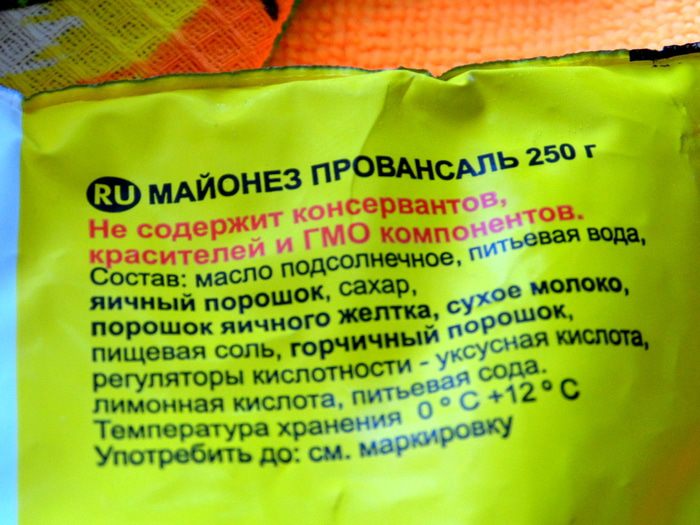 RU МАЙОНЕЗ ПРОВАНСАЛЬ 250 г
Не содержит консервантов,
красителей и ГМО компонентов.
Состав: масло подсолнечное, питьевая вода,
яичный порошок, сахар,
порошок яичного желтка, сухое молоко,
пищевая соль, горчичный порошок,
регуляторы кислотности - уксусная кислота,
лимонная кислота, питьевая сода.
Температура хранения 0 º С +12 º С
Употребить до: см. маркировку